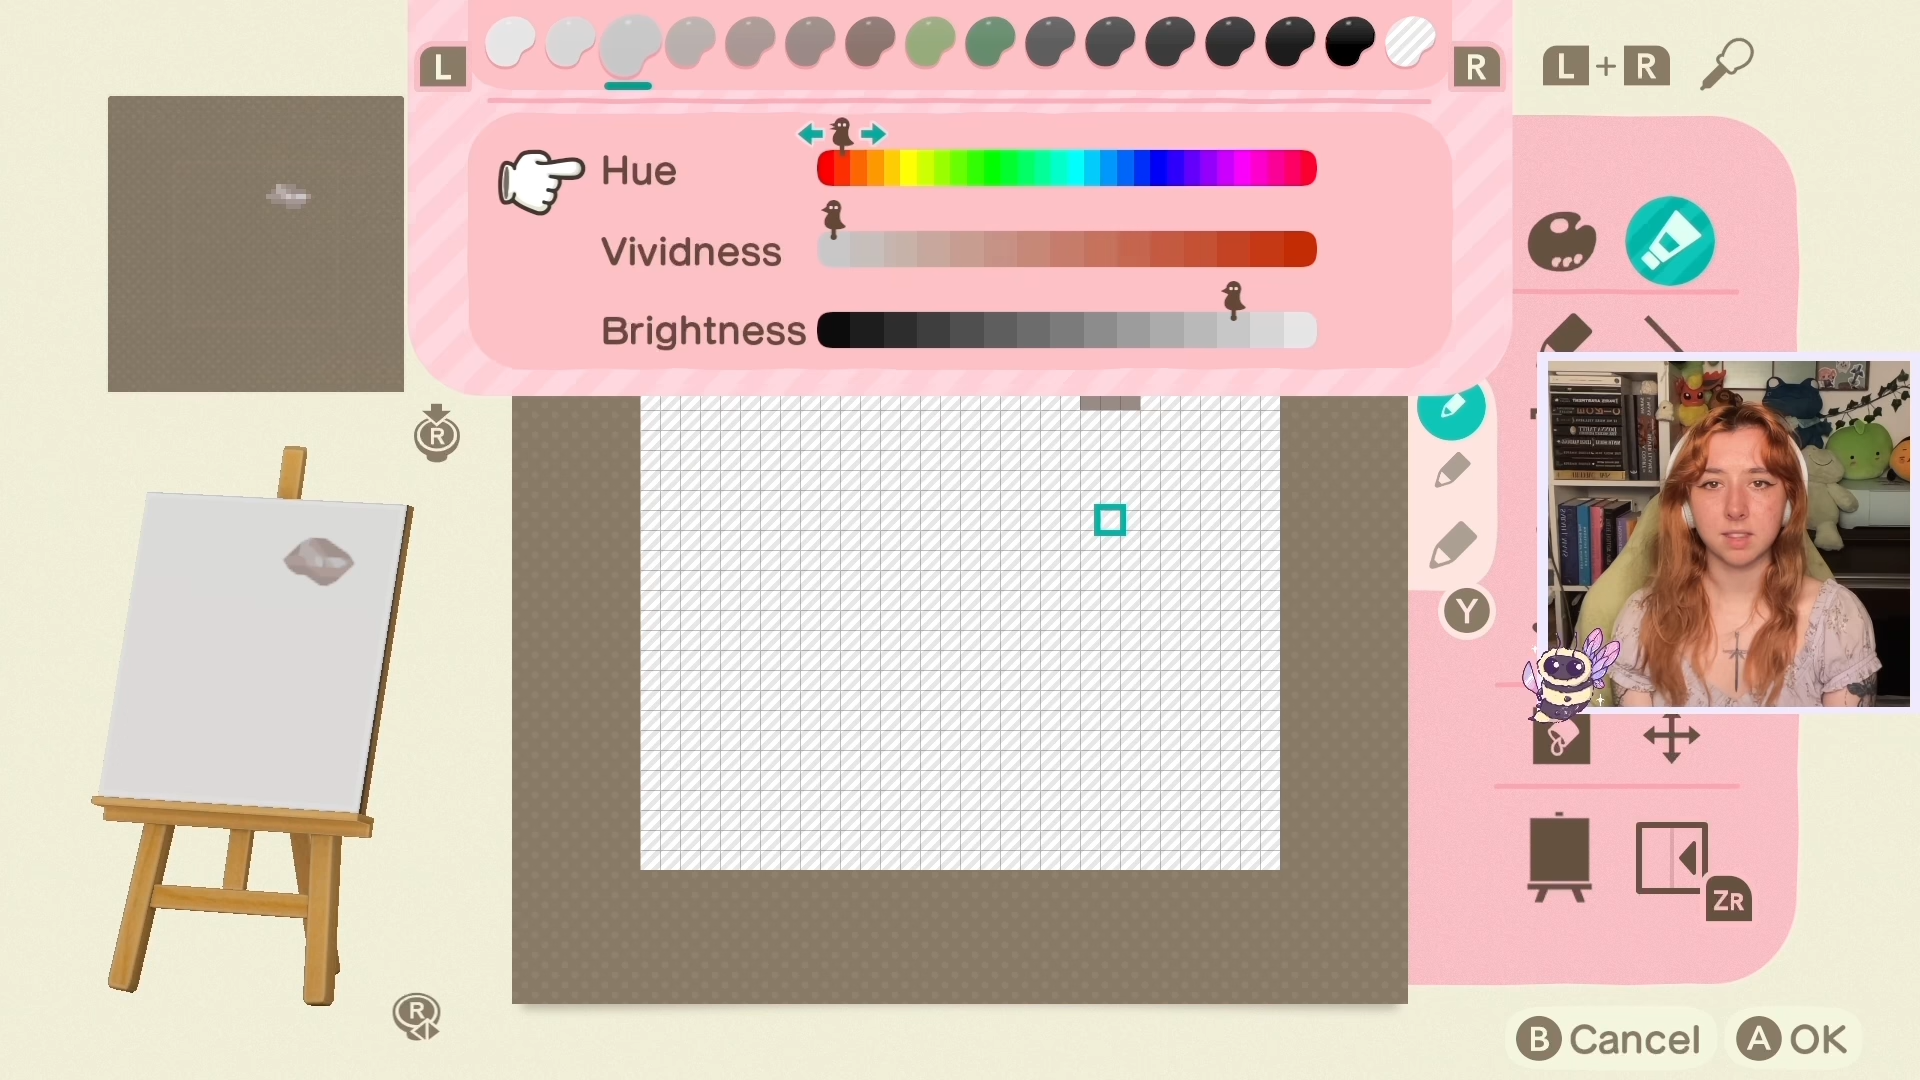 L
R
L + R
Hue
Vividness
Brightness
R
Y
ZR
R
B Cancel
A OK